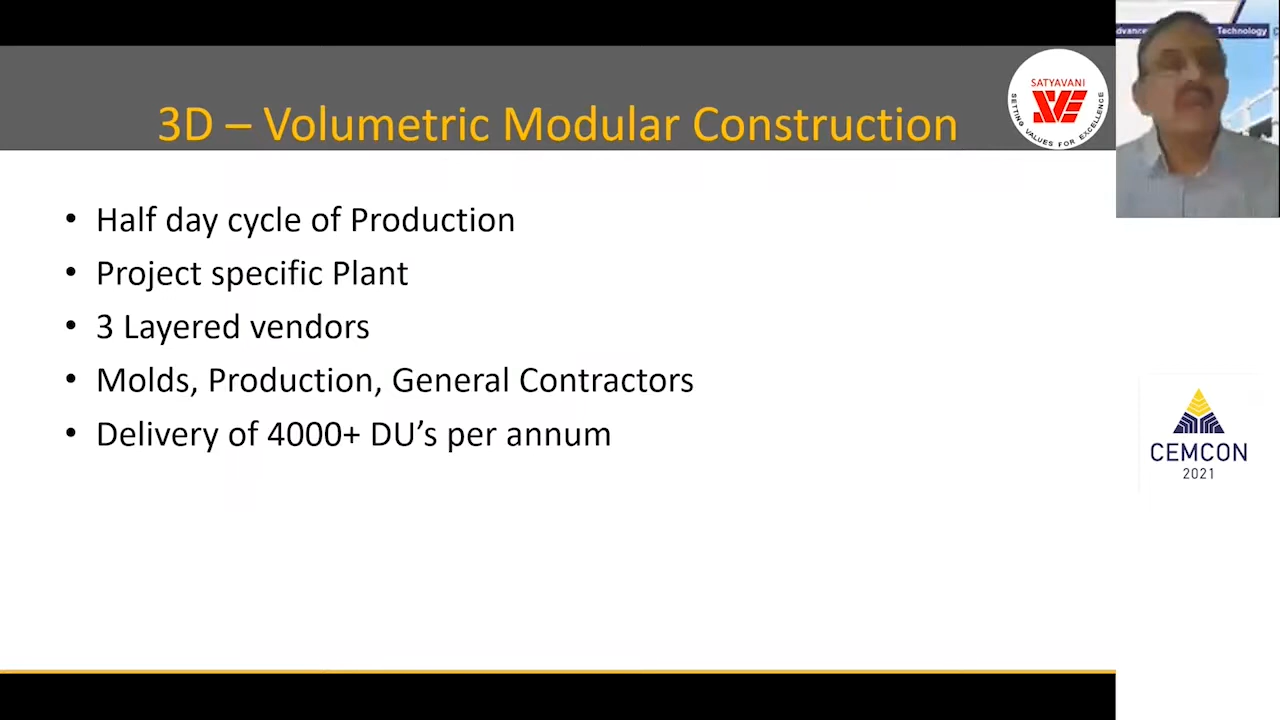 3D – Volumetric Modular Construction
SATYAVANI
SETTING VALUES FOR EXCELLENCE
Technology
• Half day cycle of Production
• Project specific Plant
• 3 Layered vendors
• Molds, Production, General Contractors
• Delivery of 4000+ DU’s per annum
CEMCON
2021